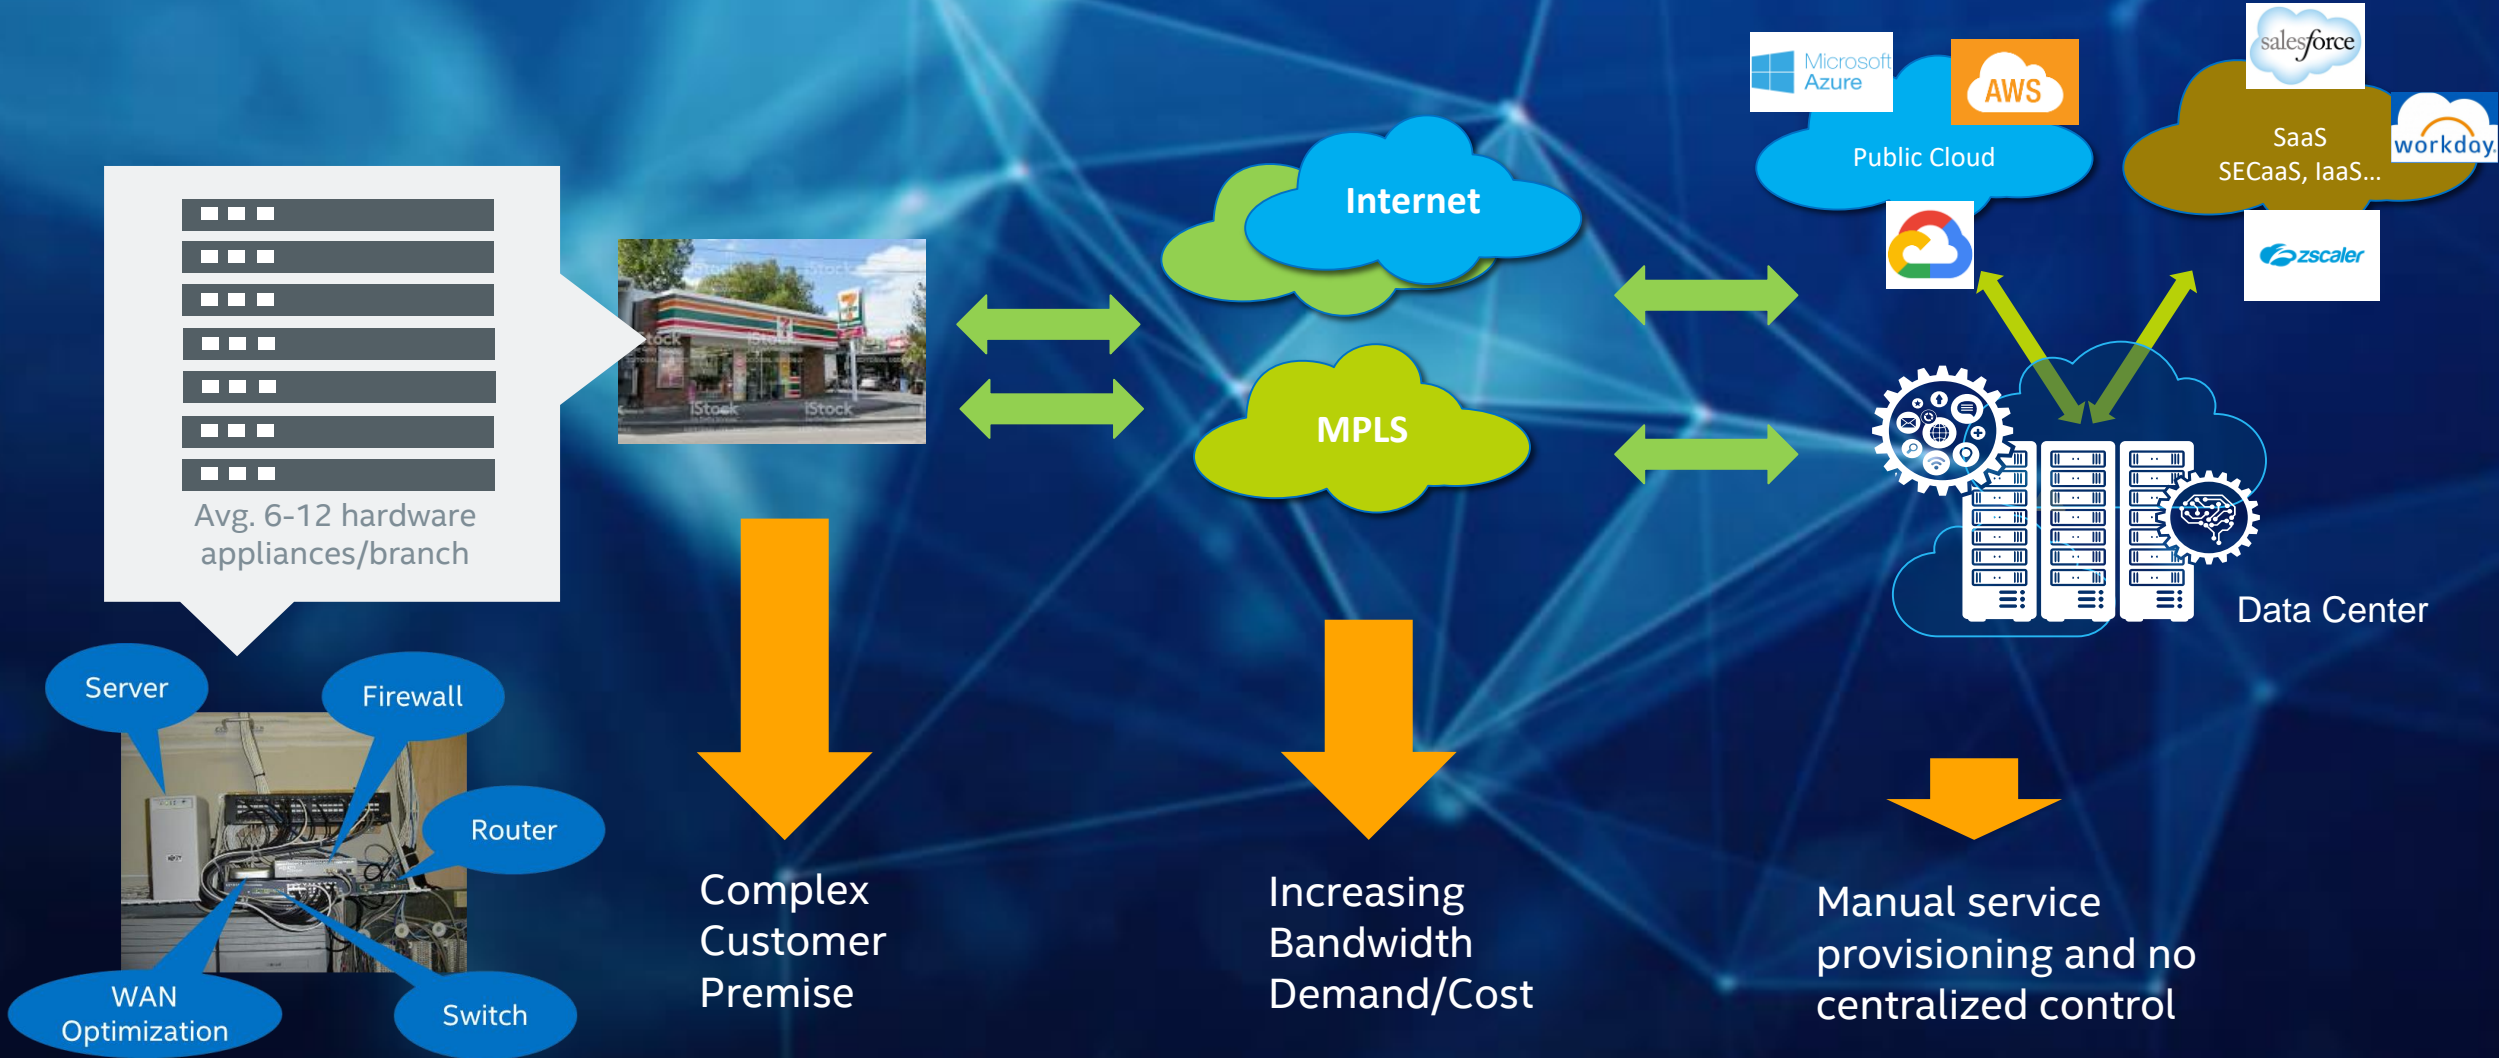 Microsoft
Azure
AWS
Public Cloud
salesforce
SaaS
SECaaS, IaaS...
workday.
zscaler
Internet
MPLS
Avg. 6-12 hardware
appliances/branch
iStock
iStock
Data Center
Server
Firewall
Router
WAN
Optimization
Switch
Complex
Customer
Premise
Increasing
Bandwidth
Demand/Cost
Manual service
provisioning and no
centralized control